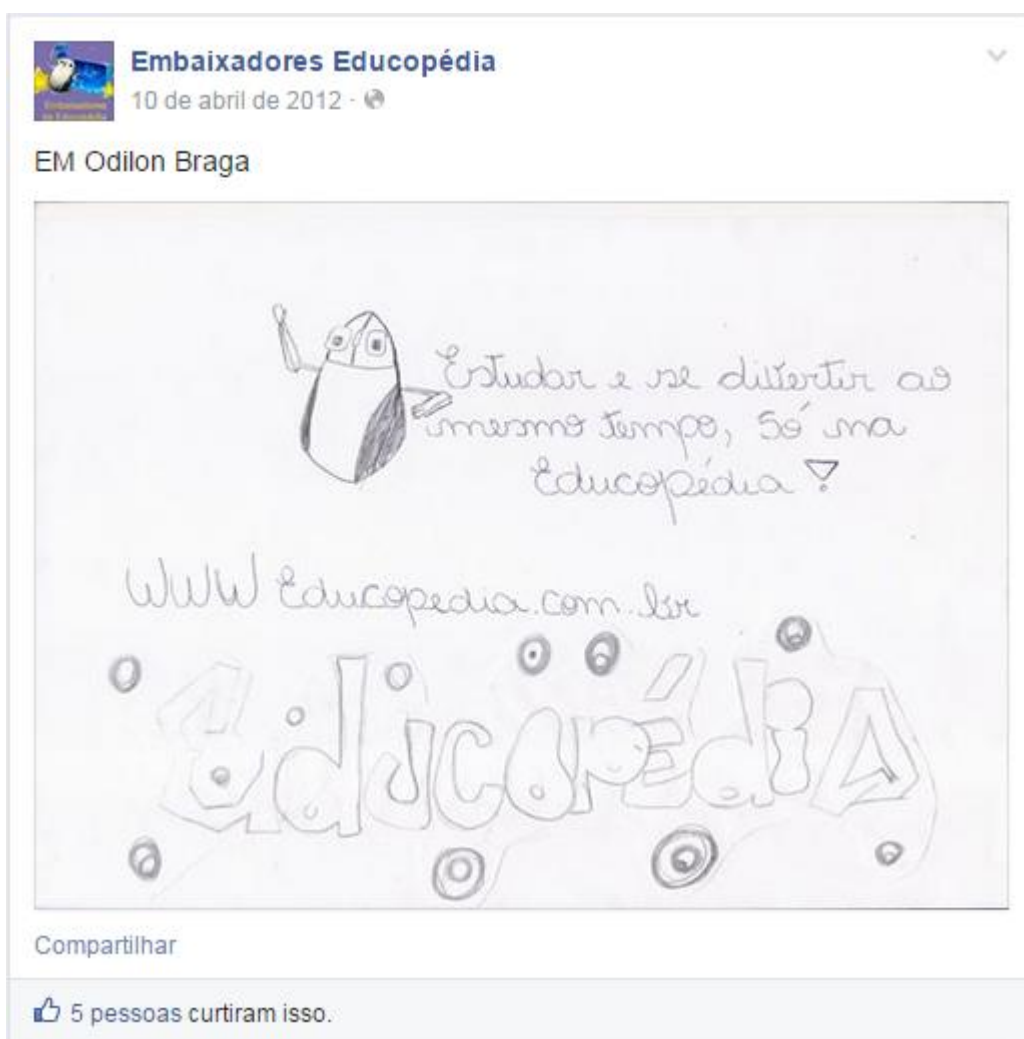 Embaixadores Educopédia
10 de abril de 2012 ·
EM Odilon Braga
Estudar e se divertir ao
mesmo tempo, Só na
Educopédia!
WWW Educopedia.com.br
Educopédia
Compartilhar
5 pessoas curtiram isso.